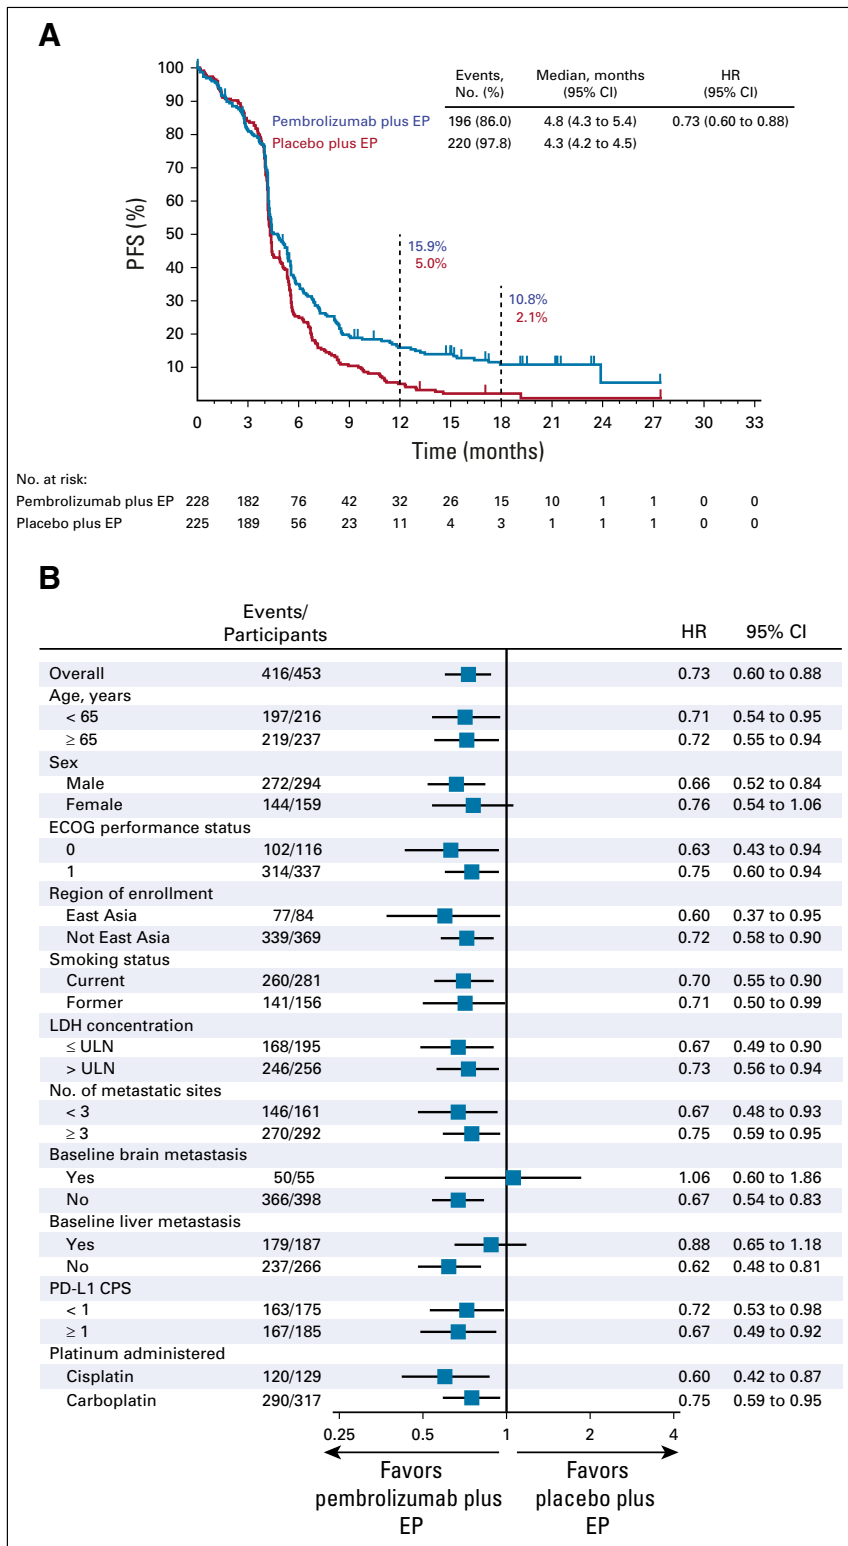 A
Events, No. (%) Median, months (95% CI) HR (95% CI)
Pembrolizumab plus EP 196 (86.0) 4.8 (4.3 to 5.4) 0.73 (0.60 to 0.88)
Placebo plus EP 220 (97.8) 4.3 (4.2 to 4.5)
PFS (%)
100
90
80
70
60
50
40
30
20
10
15.9%
5.0%
10.8%
2.1%
0 3 6 9 12 15 18 21 24 27 30 33
Time (months)
No. at risk:
Pembrolizumab plus EP 228 182 76 42 32 26 15 10 1 1 0 0
Placebo plus EP 225 189 56 23 11 4 3 1 1 1 0 0
B
Events/
Participants HR 95% CI
Overall 416/453 0.73 0.60 to 0.88
Age, years
< 65 197/216 0.71 0.54 to 0.95
≥ 65 219/237 0.72 0.55 to 0.94
Sex
Male 272/294 0.66 0.52 to 0.84
Female 144/159 0.76 0.54 to 1.06
ECOG performance status
0 102/116 0.63 0.43 to 0.94
1 314/337 0.75 0.60 to 0.94
Region of enrollment
East Asia 77/84 0.60 0.37 to 0.95
Not East Asia 339/369 0.72 0.58 to 0.90
Smoking status
Current 260/281 0.70 0.55 to 0.90
Former 141/156 0.71 0.50 to 0.99
LDH concentration
≤ ULN 168/195 0.67 0.49 to 0.90
> ULN 246/256 0.73 0.56 to 0.94
No. of metastatic sites
< 3 146/161 0.67 0.48 to 0.93
≥ 3 270/292 0.75 0.59 to 0.95
Baseline brain metastasis
Yes 50/55 1.06 0.60 to 1.86
No 366/398 0.67 0.54 to 0.83
Baseline liver metastasis
Yes 179/187 0.88 0.65 to 1.18
No 237/266 0.62 0.48 to 0.81
PD-L1 CPS
< 1 163/175 0.72 0.53 to 0.98
≥ 1 167/185 0.67 0.49 to 0.92
Platinum administered
Cisplatin 120/129 0.60 0.42 to 0.87
Carboplatin 290/317 0.75 0.59 to 0.95
0.25 0.5 1 2 4
Favors Favors
pembrolizumab plus placebo plus
EP EP